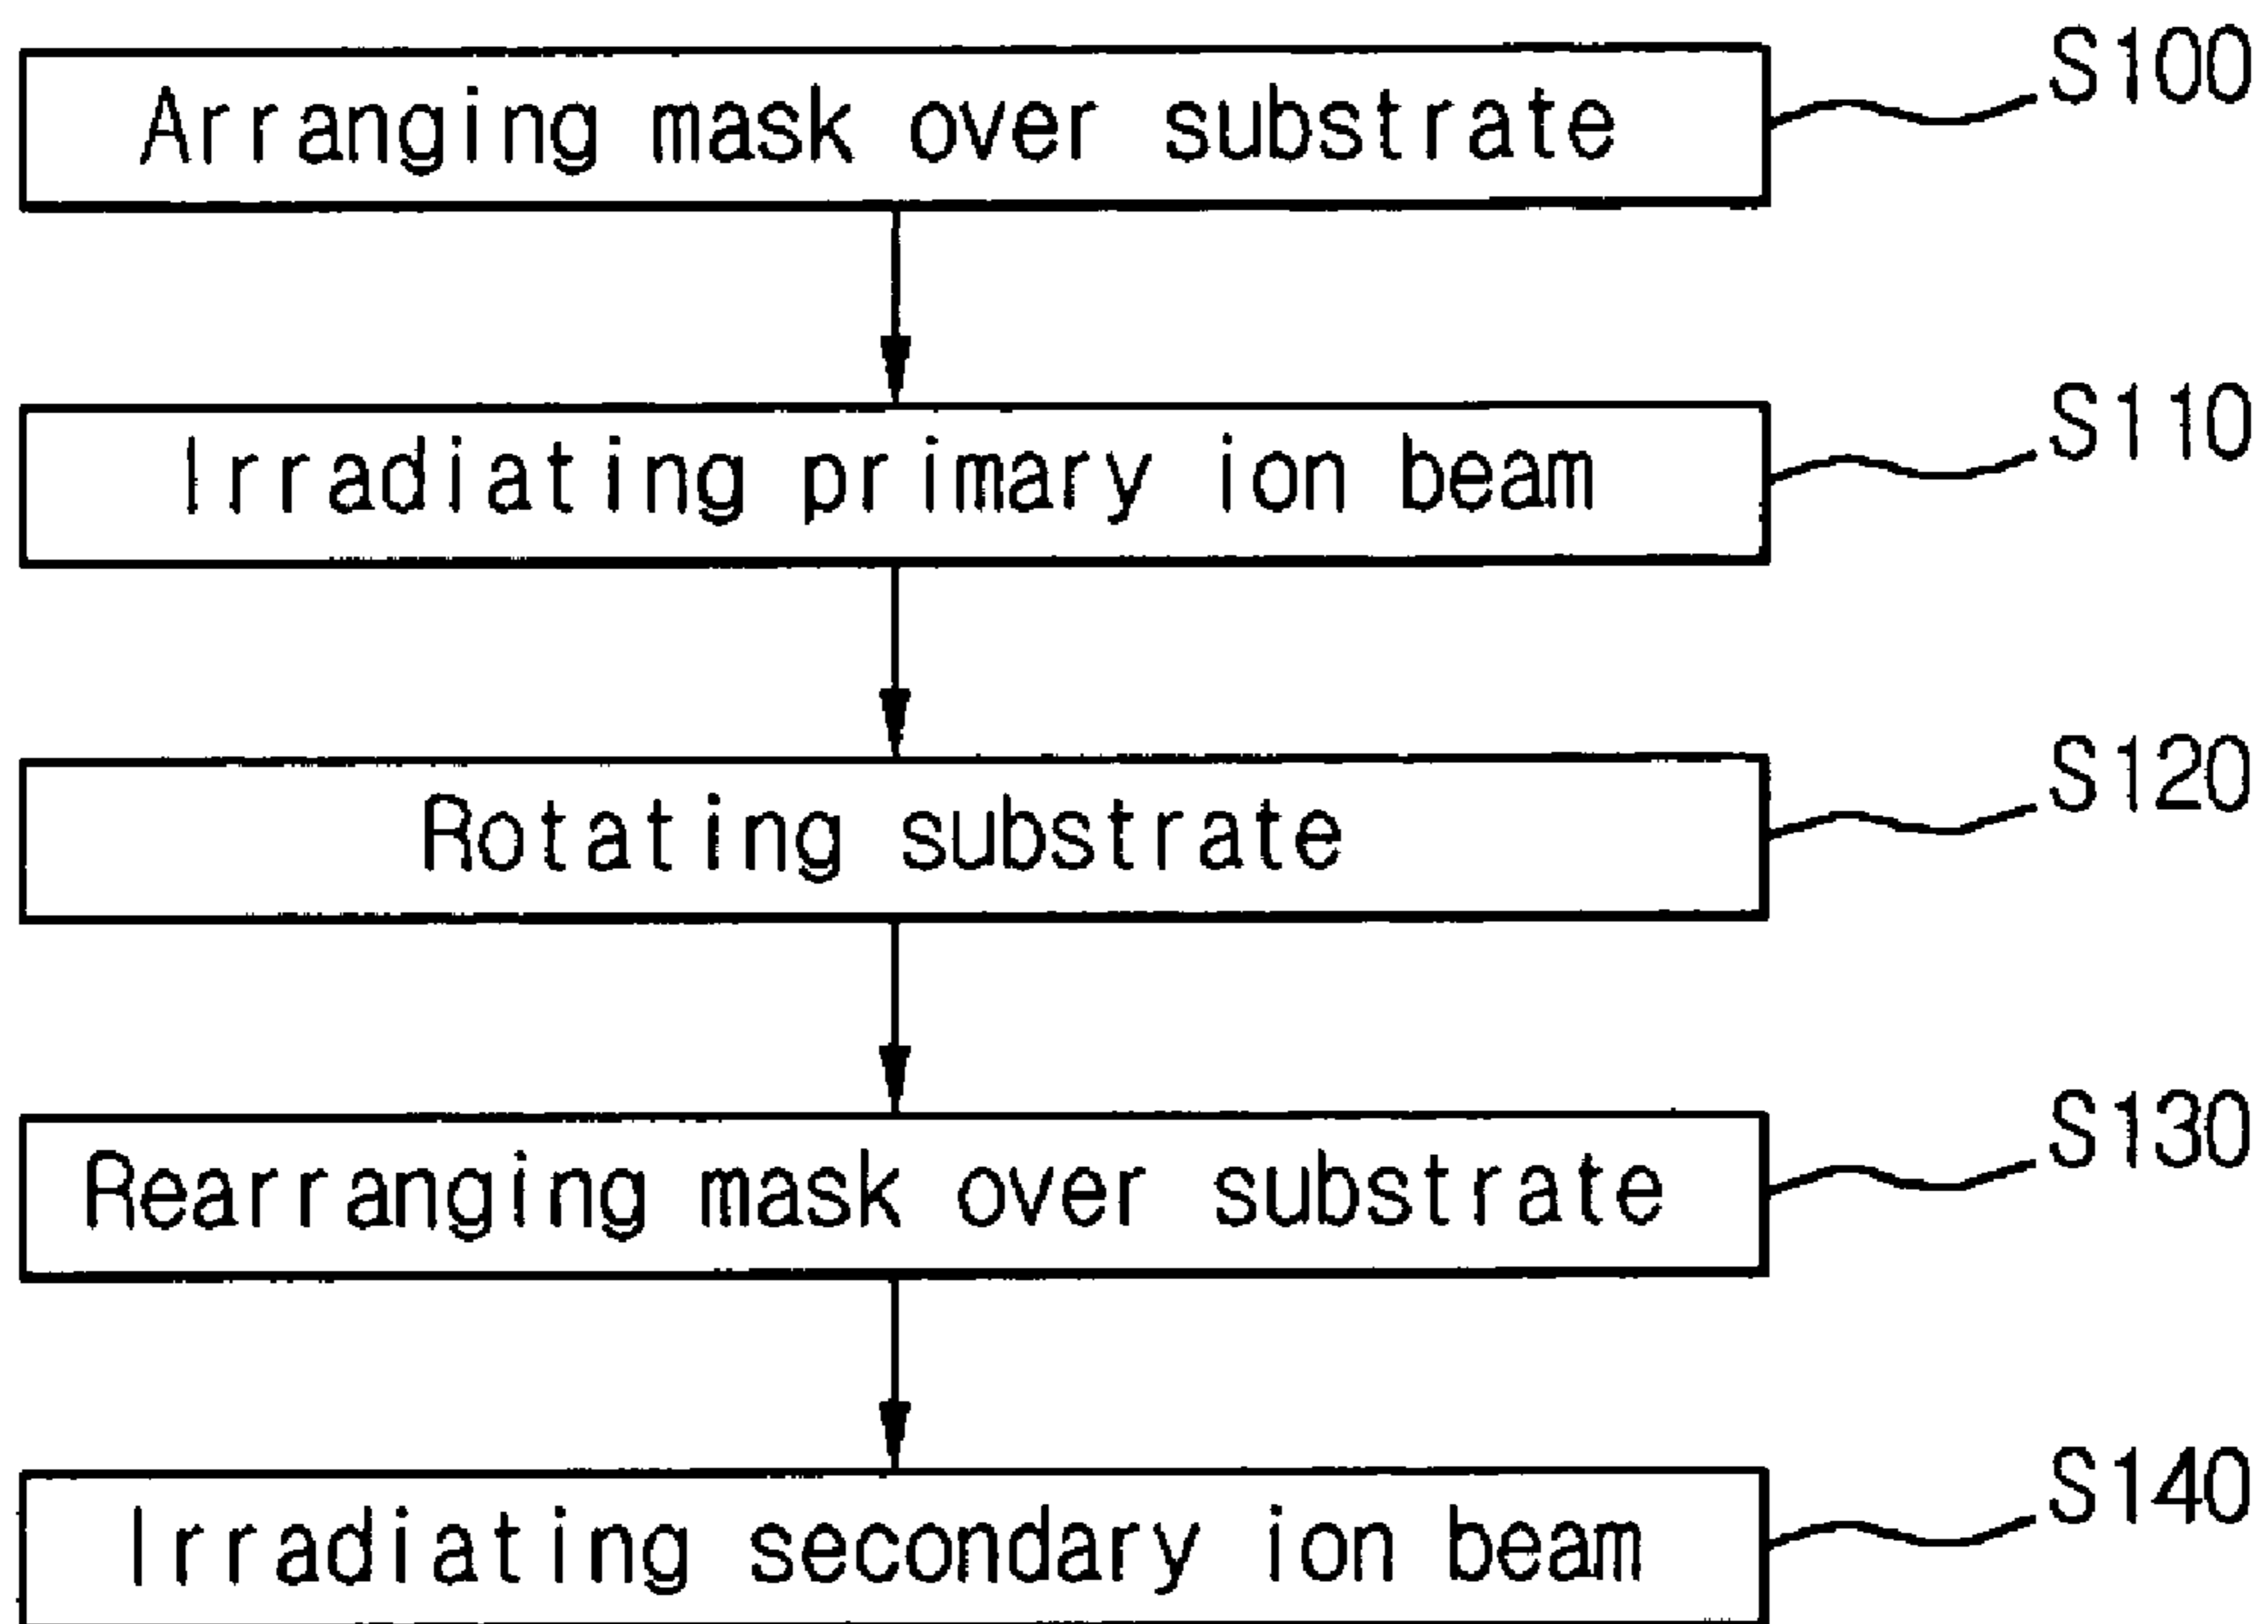 Arranging mask over substrate
S100
Irradiating primary ion beam
S110
Rotating substrate
S120
Rearranging mask over substrate
S130
Irradiating secondary ion beam
S140